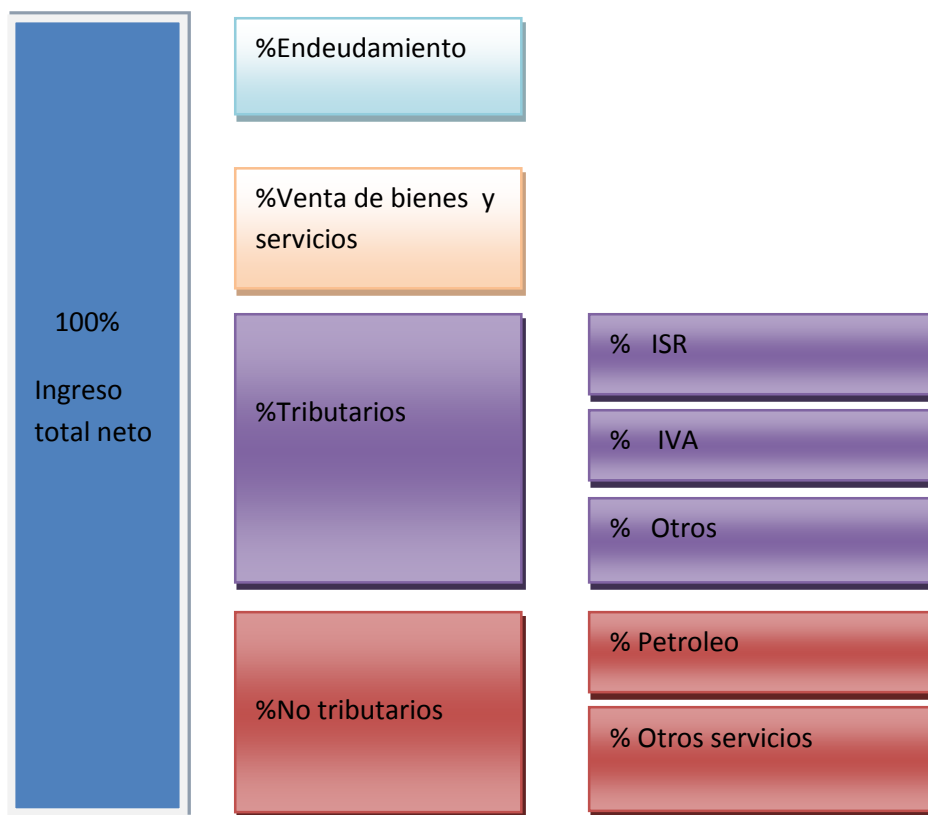 100%
Ingreso
total neto
%Endeudamiento
%Venta de bienes y
servicios
%Tributarios
%No tributarios
% ISR
% IVA
% Otros
% Petroleo
% Otros servicios